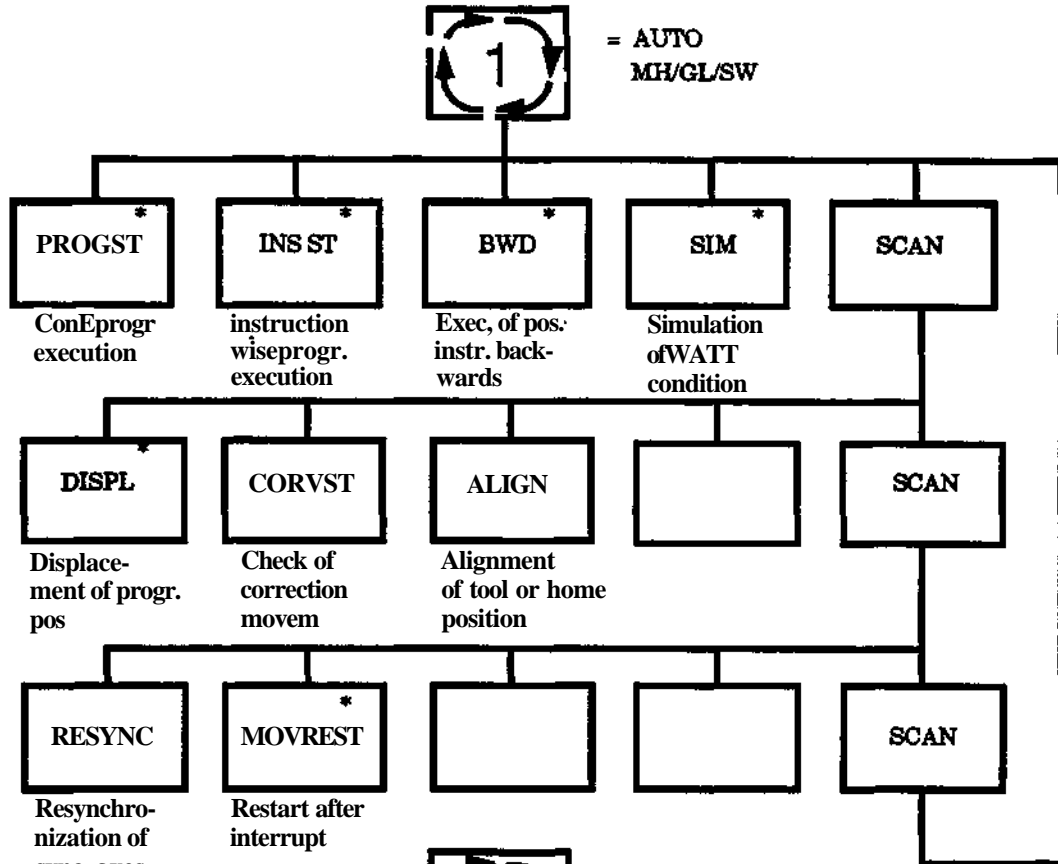 1
= AUTO
MH/GL/SW
PROGST *
INS ST *
BWD *
SIM *
SCAN
ConEprogr
execution
instruction
wiseprogr.
execution
Exec, of pos.
instr. back-
wards
Simulation
ofWATT
condition
DISPL *
CORVST
ALIGN
SCAN
Displace-
ment of progr.
pos
Check of
correction
movem
Alignment
of tool or home
position
RESYNC
MOVREST *
SCAN
Resynchro-
nization of
Restart after
interrupt